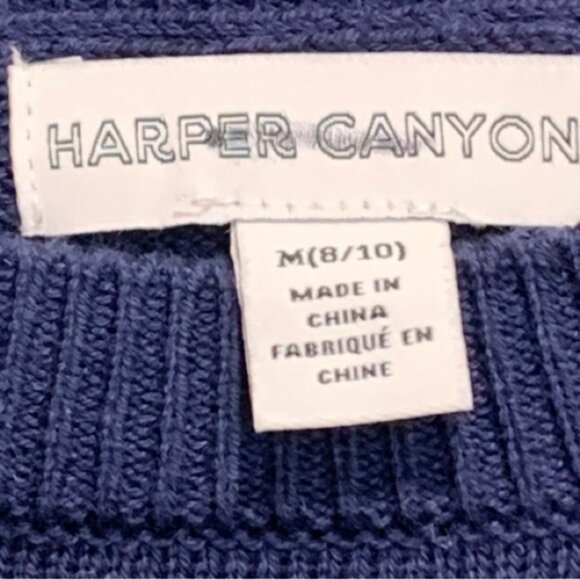 HARPER CANYON
M(8/10)
MADE IN
CHINA
FABRIQUÉ EN
CHINE